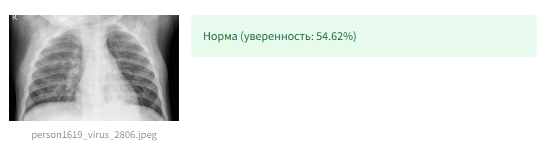 R
Норма (уверенность: 54.62%)
person1619_virus_2806.jpeg